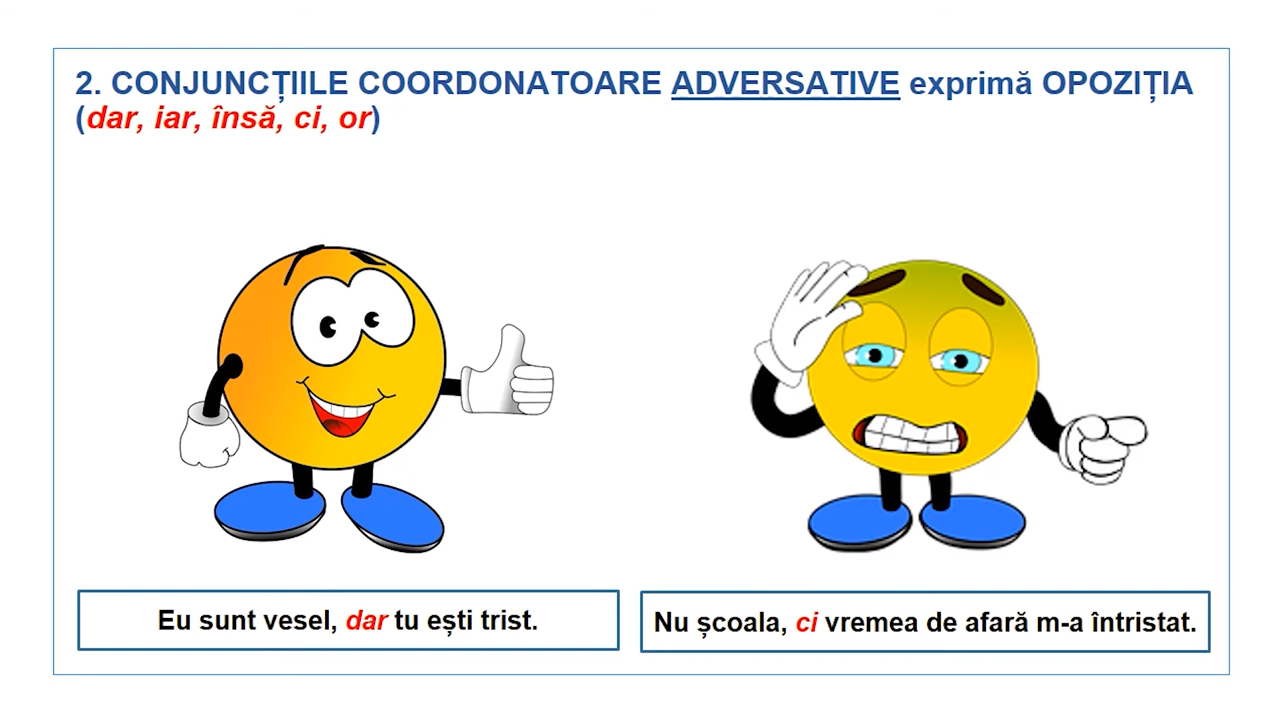 2. CONJUNCȚIILE COORDONATOARE ADVERSATIVE exprimă OPOZIȚIA
(dar, iar, însă, ci, or)
Eu sunt vesel, dar tu ești trist.
Nu școala, ci vremea de afară m-a întristat.